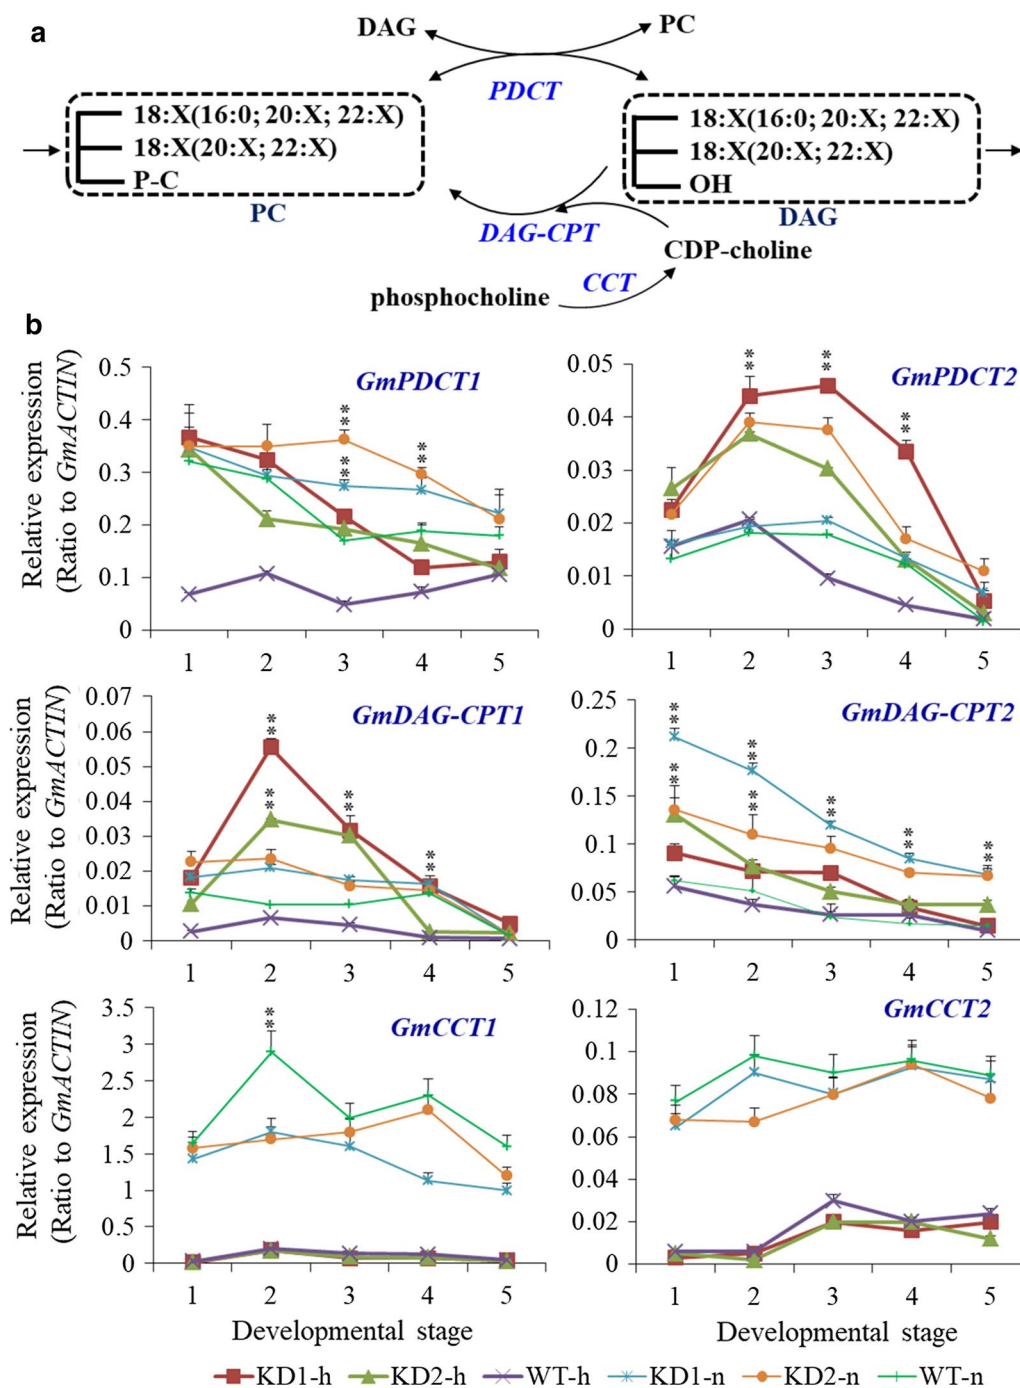 a
DAG
PC
PDCT
18:X(16:0; 20:X; 22:X)
18:X(20:X; 22:X)
P-C
PC
18:X(16:0; 20:X; 22:X)
18:X(20:X; 22:X)
OH
DAG
DAG-CPT
CDP-choline
CCT
phosphocholine
b
Relative expression
(Ratio to GmACTIN)
GmPDCT1
0.5
0.4
0.3
0.2
0.1
0
** **
**
1 2 3 4 5
GmPDCT2
0.05
0.04
0.03
0.02
0.01
0
** ** **
1 2 3 4 5
Relative expression
(Ratio to GmACTIN)
GmDAG-CPT1
0.07
0.06
0.05
0.04
0.03
0.02
0.01
0
**
** ** **
1 2 3 4 5
GmDAG-CPT2
0.25
0.2
0.15
0.1
0.05
0
** ** ** ** **
** **
1 2 3 4 5
Relative expression
(Ratio to GmACTIN)
GmCCT1
3.5
3
2.5
2
1.5
1
0.5
0
**
1 2 3 4 5
Developmental stage
GmCCT2
0.12
0.1
0.08
0.06
0.04
0.02
0
1 2 3 4 5
Developmental stage
KD1-h KD2-h WT-h KD1-n KD2-n WT-n